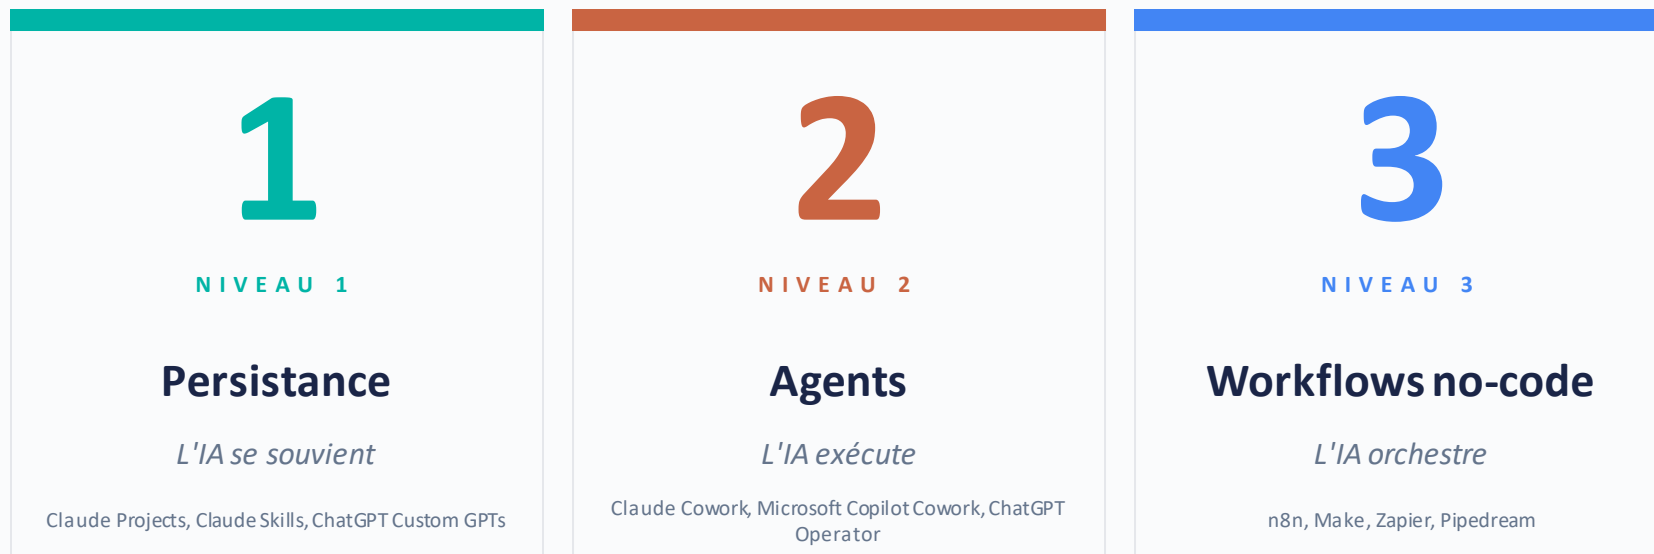 1
NIVEAU 1
Persistance
L'IA se souvient
Claude Projects, Claude Skills, ChatGPT Custom GPTs
2
NIVEAU 2
Agents
L'IA exécute
Claude Cowork, Microsoft Copilot Cowork, ChatGPT
Operator
3
NIVEAU 3
Workflows no-code
L'IA orchestre
n8n, Make, Zapier, Pipedream